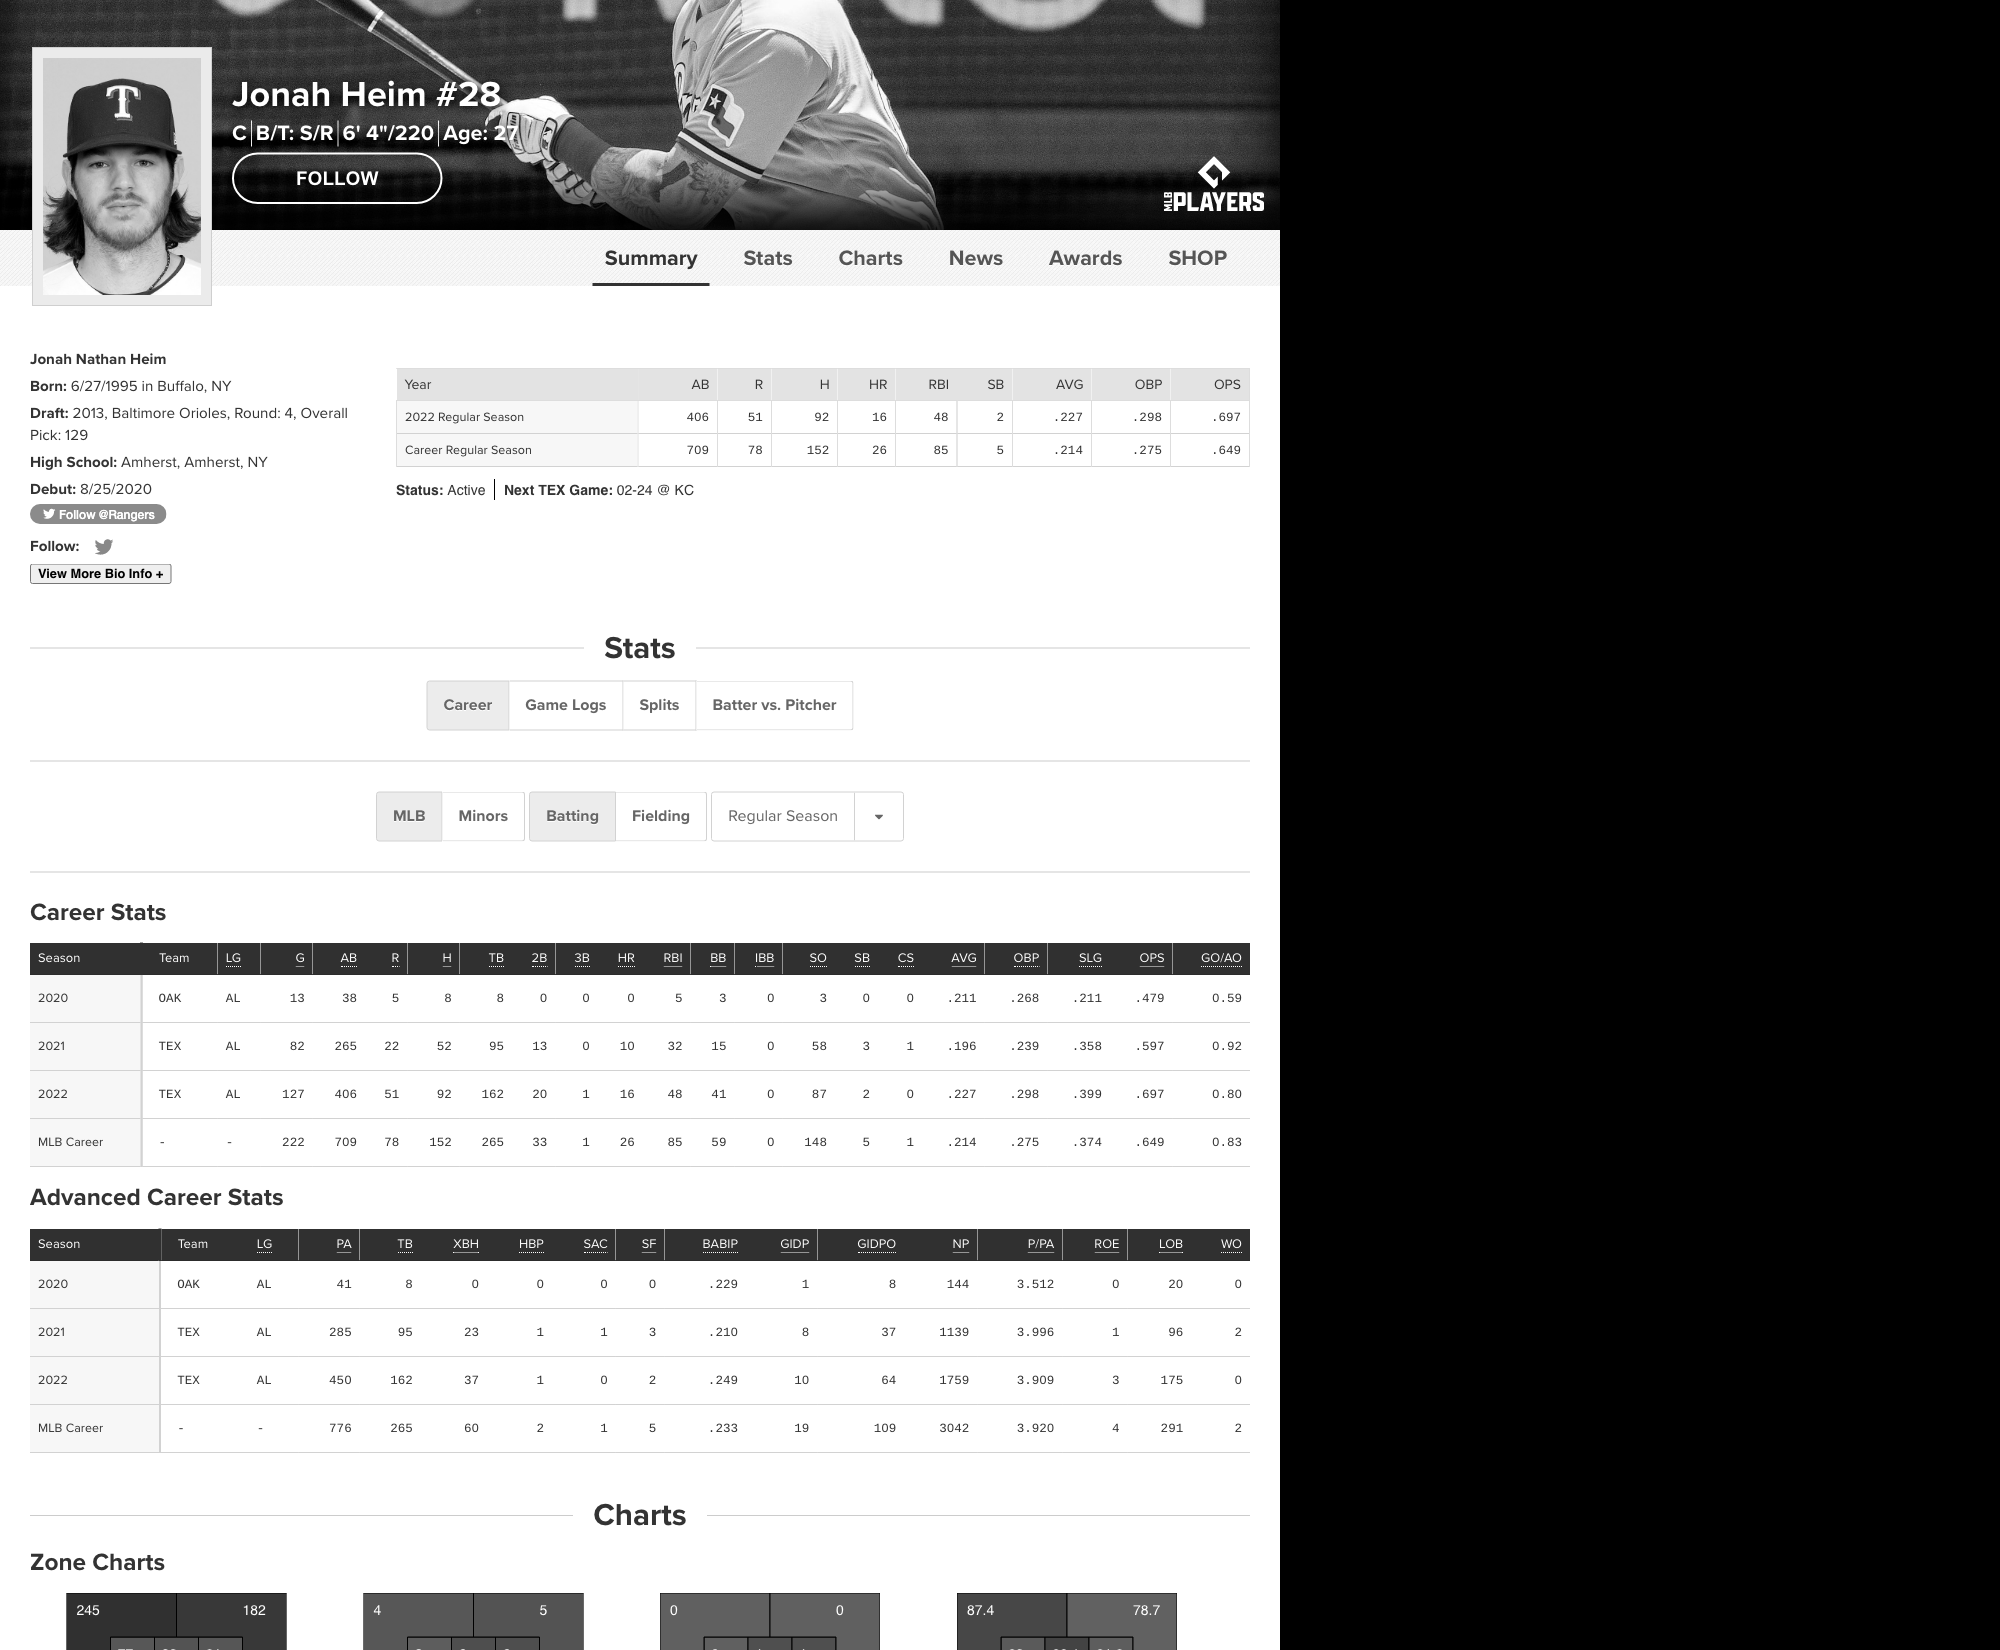 Jonah Heim #28
C B/T: S/R 6' 4"/220 Age: 27
FOLLOW
MLB PLAYERS
Summary Stats Charts News Awards SHOP
Jonah Nathan Heim
Born: 6/27/1995 in Buffalo, NY
Draft: 2013, Baltimore Orioles, Round: 4, Overall
Pick: 129
High School: Amherst, Amherst, NY
Debut: 8/25/2020
Follow @Rangers
Follow:
View More Bio Info +
Year AB R H HR RBI SB AVG OBP OPS
2022 Regular Season 406 51 92 16 48 2 .227 .298 .697
Career Regular Season 709 78 152 26 85 5 .214 .275 .649
Status: Active Next TEX Game: 02-24 @ KC
Stats
Career Game Logs Splits Batter vs. Pitcher
MLB Minors Batting Fielding Regular Season
Career Stats
Season Team LG G AB R H TB 2B 3B HR RBI BB IBB SO SB CS AVG OBP SLG OPS GO/AO
2020 OAK AL 13 38 5 8 8 0 0 0 5 3 0 3 0 0 .211 .268 .211 .479 0.59
2021 TEX AL 82 265 22 52 95 13 0 10 32 15 0 58 3 1 .196 .239 .358 .597 0.92
2022 TEX AL 127 406 51 92 162 20 1 16 48 41 0 87 2 0 .227 .298 .399 .697 0.80
MLB Career - - 222 709 78 152 265 33 1 26 85 59 0 148 5 1 .214 .275 .374 .649 0.83
Advanced Career Stats
Season Team LG PA TB XBH HBP SAC SF BABIP GIDP GIDPO NP P/PA ROE LOB WO
2020 OAK AL 41 8 0 0 0 0 .229 1 8 144 3.512 0 20 0
2021 TEX AL 285 95 23 1 1 3 .210 8 37 1139 3.996 1 96 2
2022 TEX AL 450 162 37 1 0 2 .249 10 64 1759 3.909 3 175 0
MLB Career - - 776 265 60 2 1 5 .233 19 109 3042 3.920 4 291 2
Charts
Zone Charts
245 182 4 5 0 0 87.4 78.7